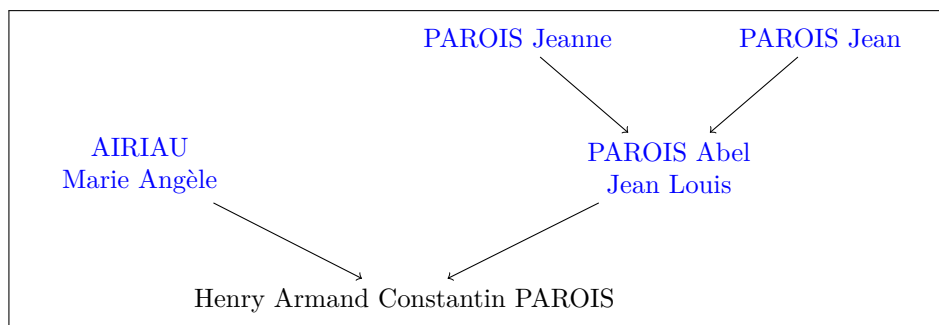 PAROIS Jeanne
PAROIS Jean
AIRIAU
Marie Angèle
PAROIS Abel
Jean Louis
Henry Armand Constantin PAROIS